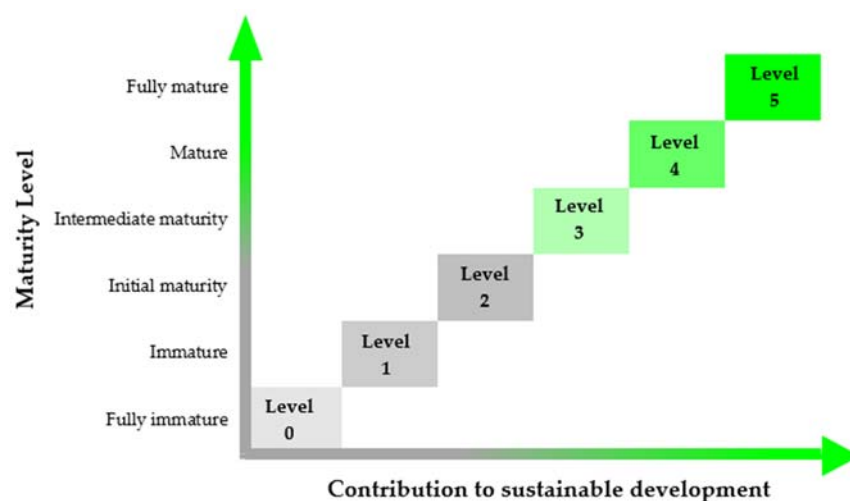 Fully mature
Mature
Intermediate maturity
Initial maturity
Immature
Fully immature
Maturity Level
Level
5
Level
4
Level
3
Level
2
Level
1
Level
0
Contribution to sustainable development